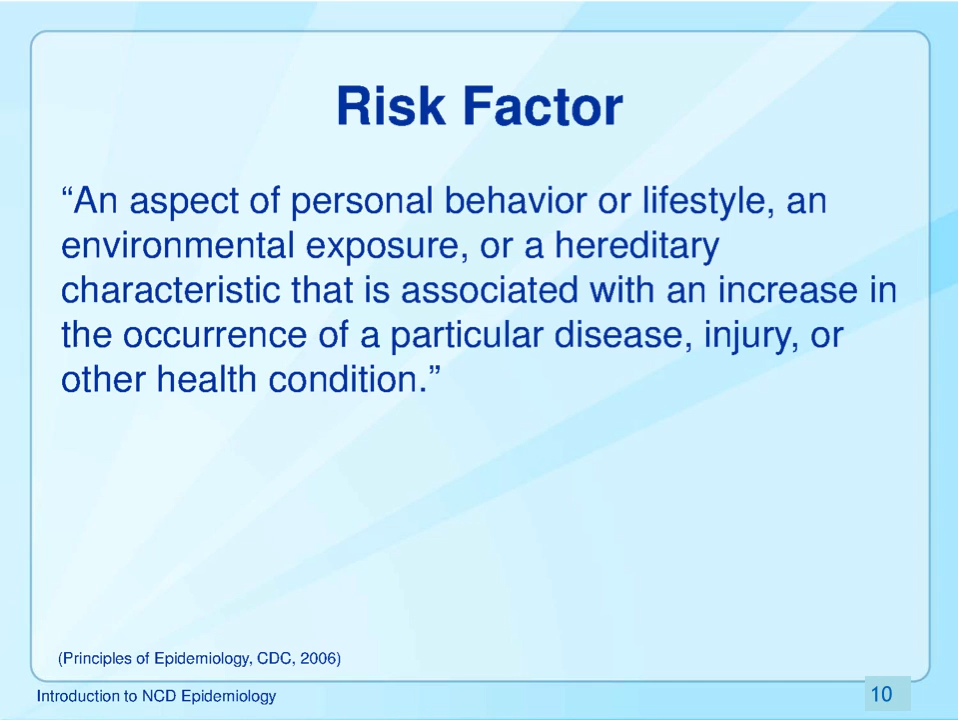 Risk Factor
“An aspect of personal behavior or lifestyle, an
environmental exposure, or a hereditary
characteristic that is associated with an increase in
the occurrence of a particular disease, injury, or
other health condition.”
(Principles of Epidemiology, CDC, 2006)
Introduction to NCD Epidemiology
10